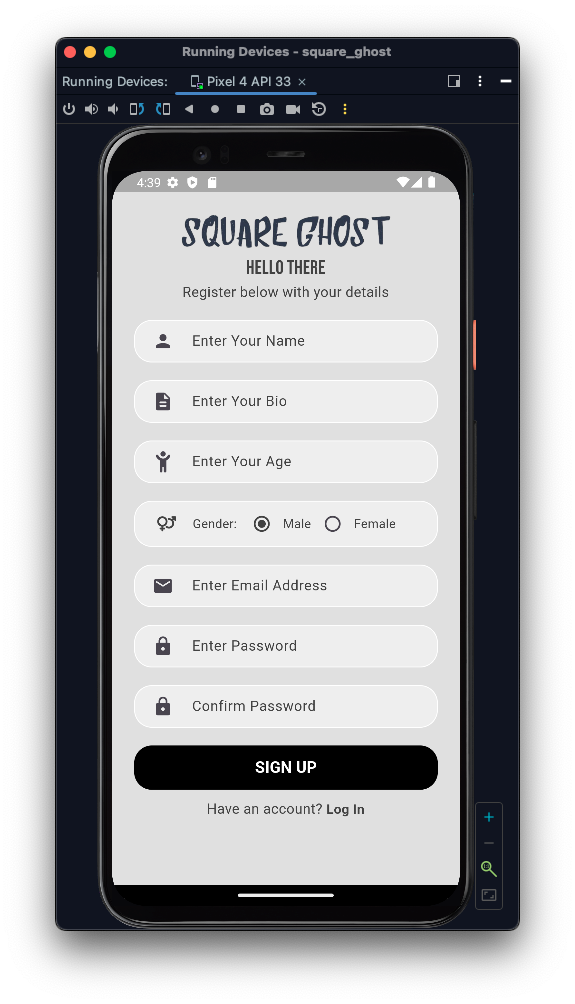 Running Devices - square_ghost
Running Devices: Pixel 4 API 33
4:39
SQUARE GHOST
HELLO THERE
Register below with your details
Enter Your Name
Enter Your Bio
Enter Your Age
Gender: Male Female
Enter Email Address
Enter Password
Confirm Password
SIGN UP
Have an account? Log In